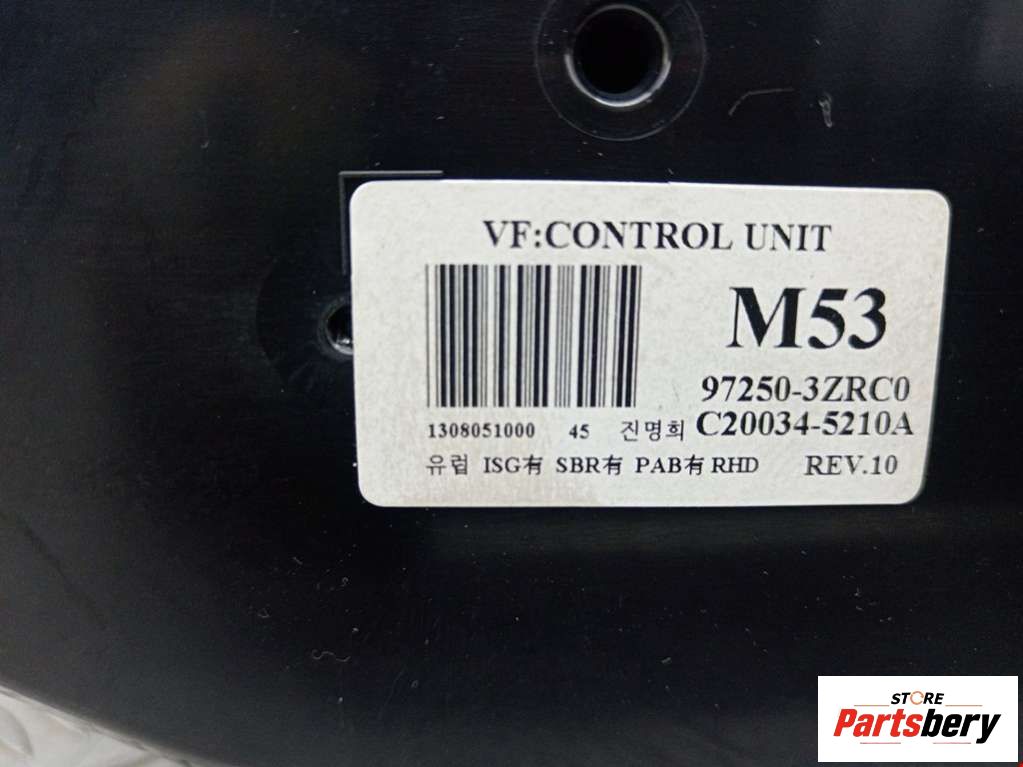 VF:CONTROL UNIT
M53
97250-3ZRC0
1308051000 45 진명희 C20034-5210A
유럽 ISG有 SBR有 PAB有 RHD REV.10
STORE
Partsbery